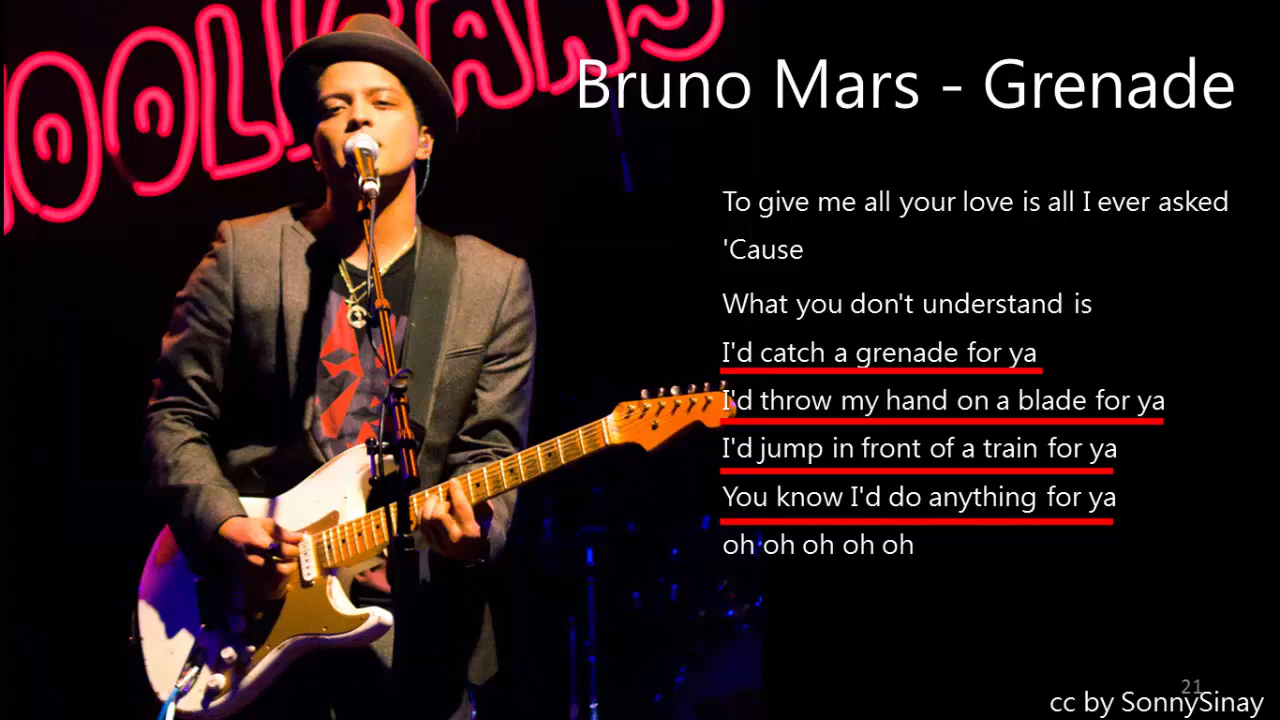 OOLIGANS
Bruno Mars - Grenade
To give me all your love is all I ever asked
'Cause
What you don't understand is
I'd catch a grenade for ya
I'd throw my hand on a blade for ya
I'd jump in front of a train for ya
You know I'd do anything for ya
oh oh oh oh oh
21
cc by SonnySinay